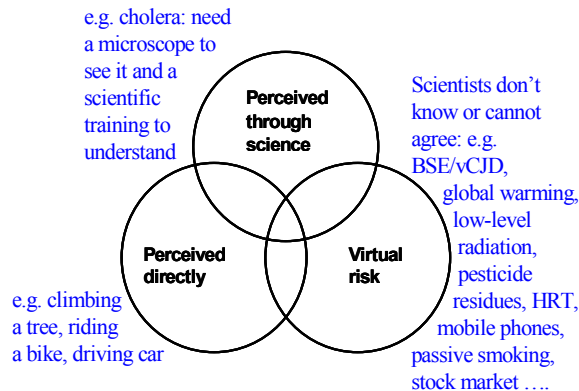 e.g. cholera: need
a microscope to
see it and a
scientific
training to
understand
Perceived
through
science
Scientists don’t
know or cannot
agree: e.g.
BSE/vCJD,
global warming,
low-level
radiation,
pesticide
residues, HRT,
mobile phones,
passive smoking,
stock market ….
Perceived
directly
Virtual
risk
e.g. climbing
a tree, riding
a bike, driving car